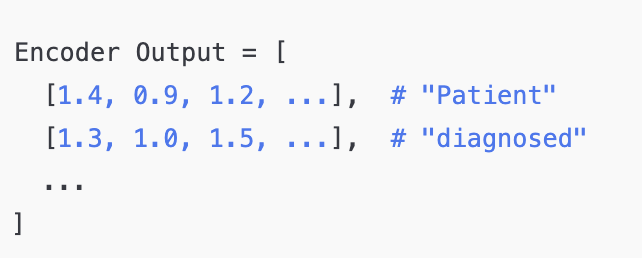 Encoder Output = [
[1.4, 0.9, 1.2, ...], # "Patient"
[1.3, 1.0, 1.5, ...], # "diagnosed"
...
]